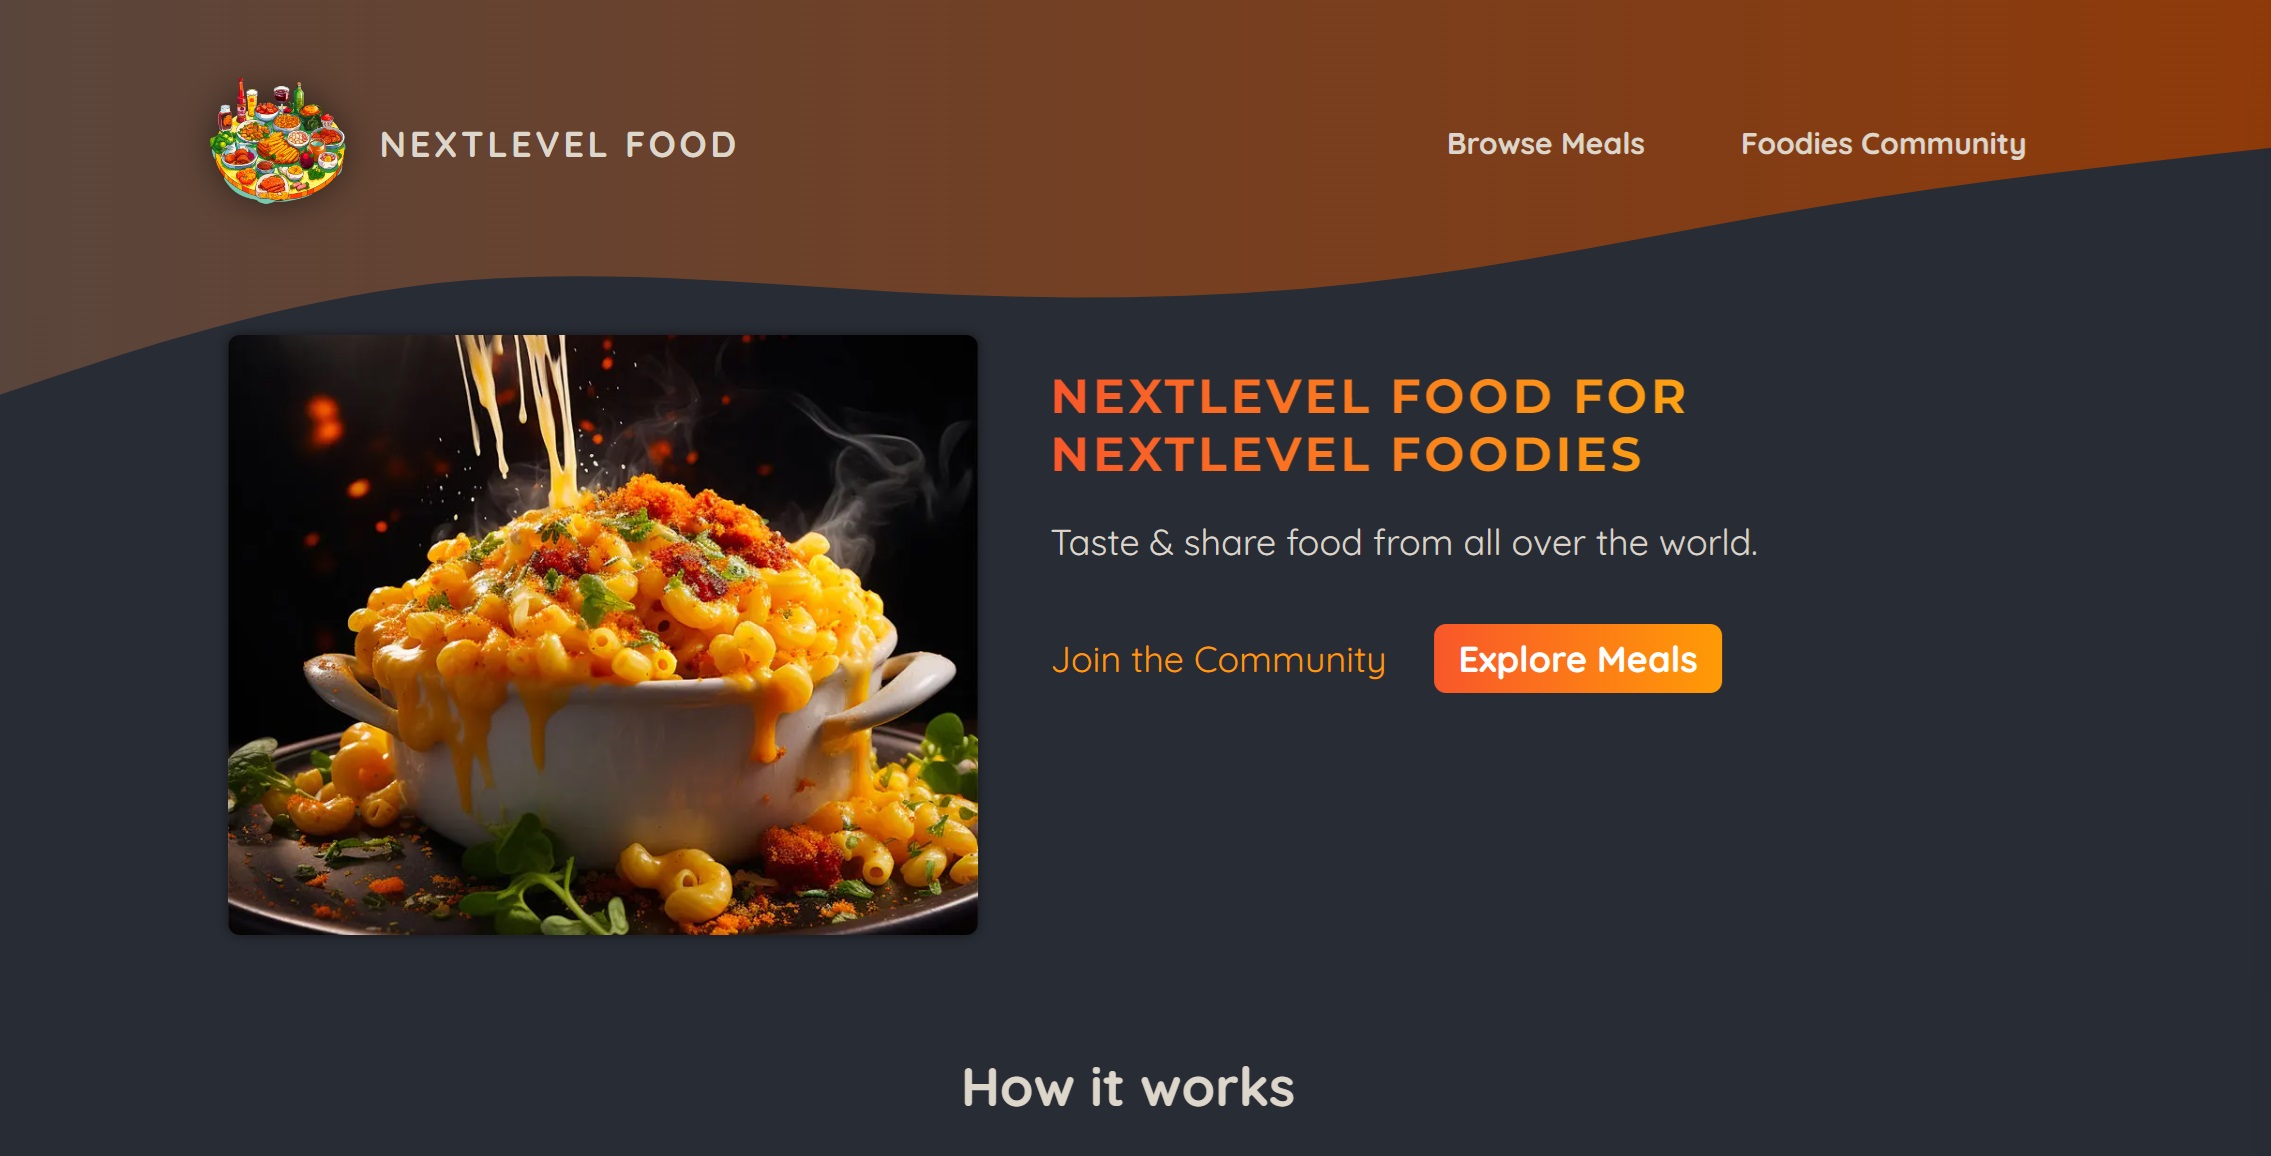 NEXTLEVEL FOOD
Browse Meals
Foodies Community
NEXTLEVEL FOOD FOR
NEXTLEVEL FOODIES
Taste & share food from all over the world.
Join the Community
Explore Meals
How it works